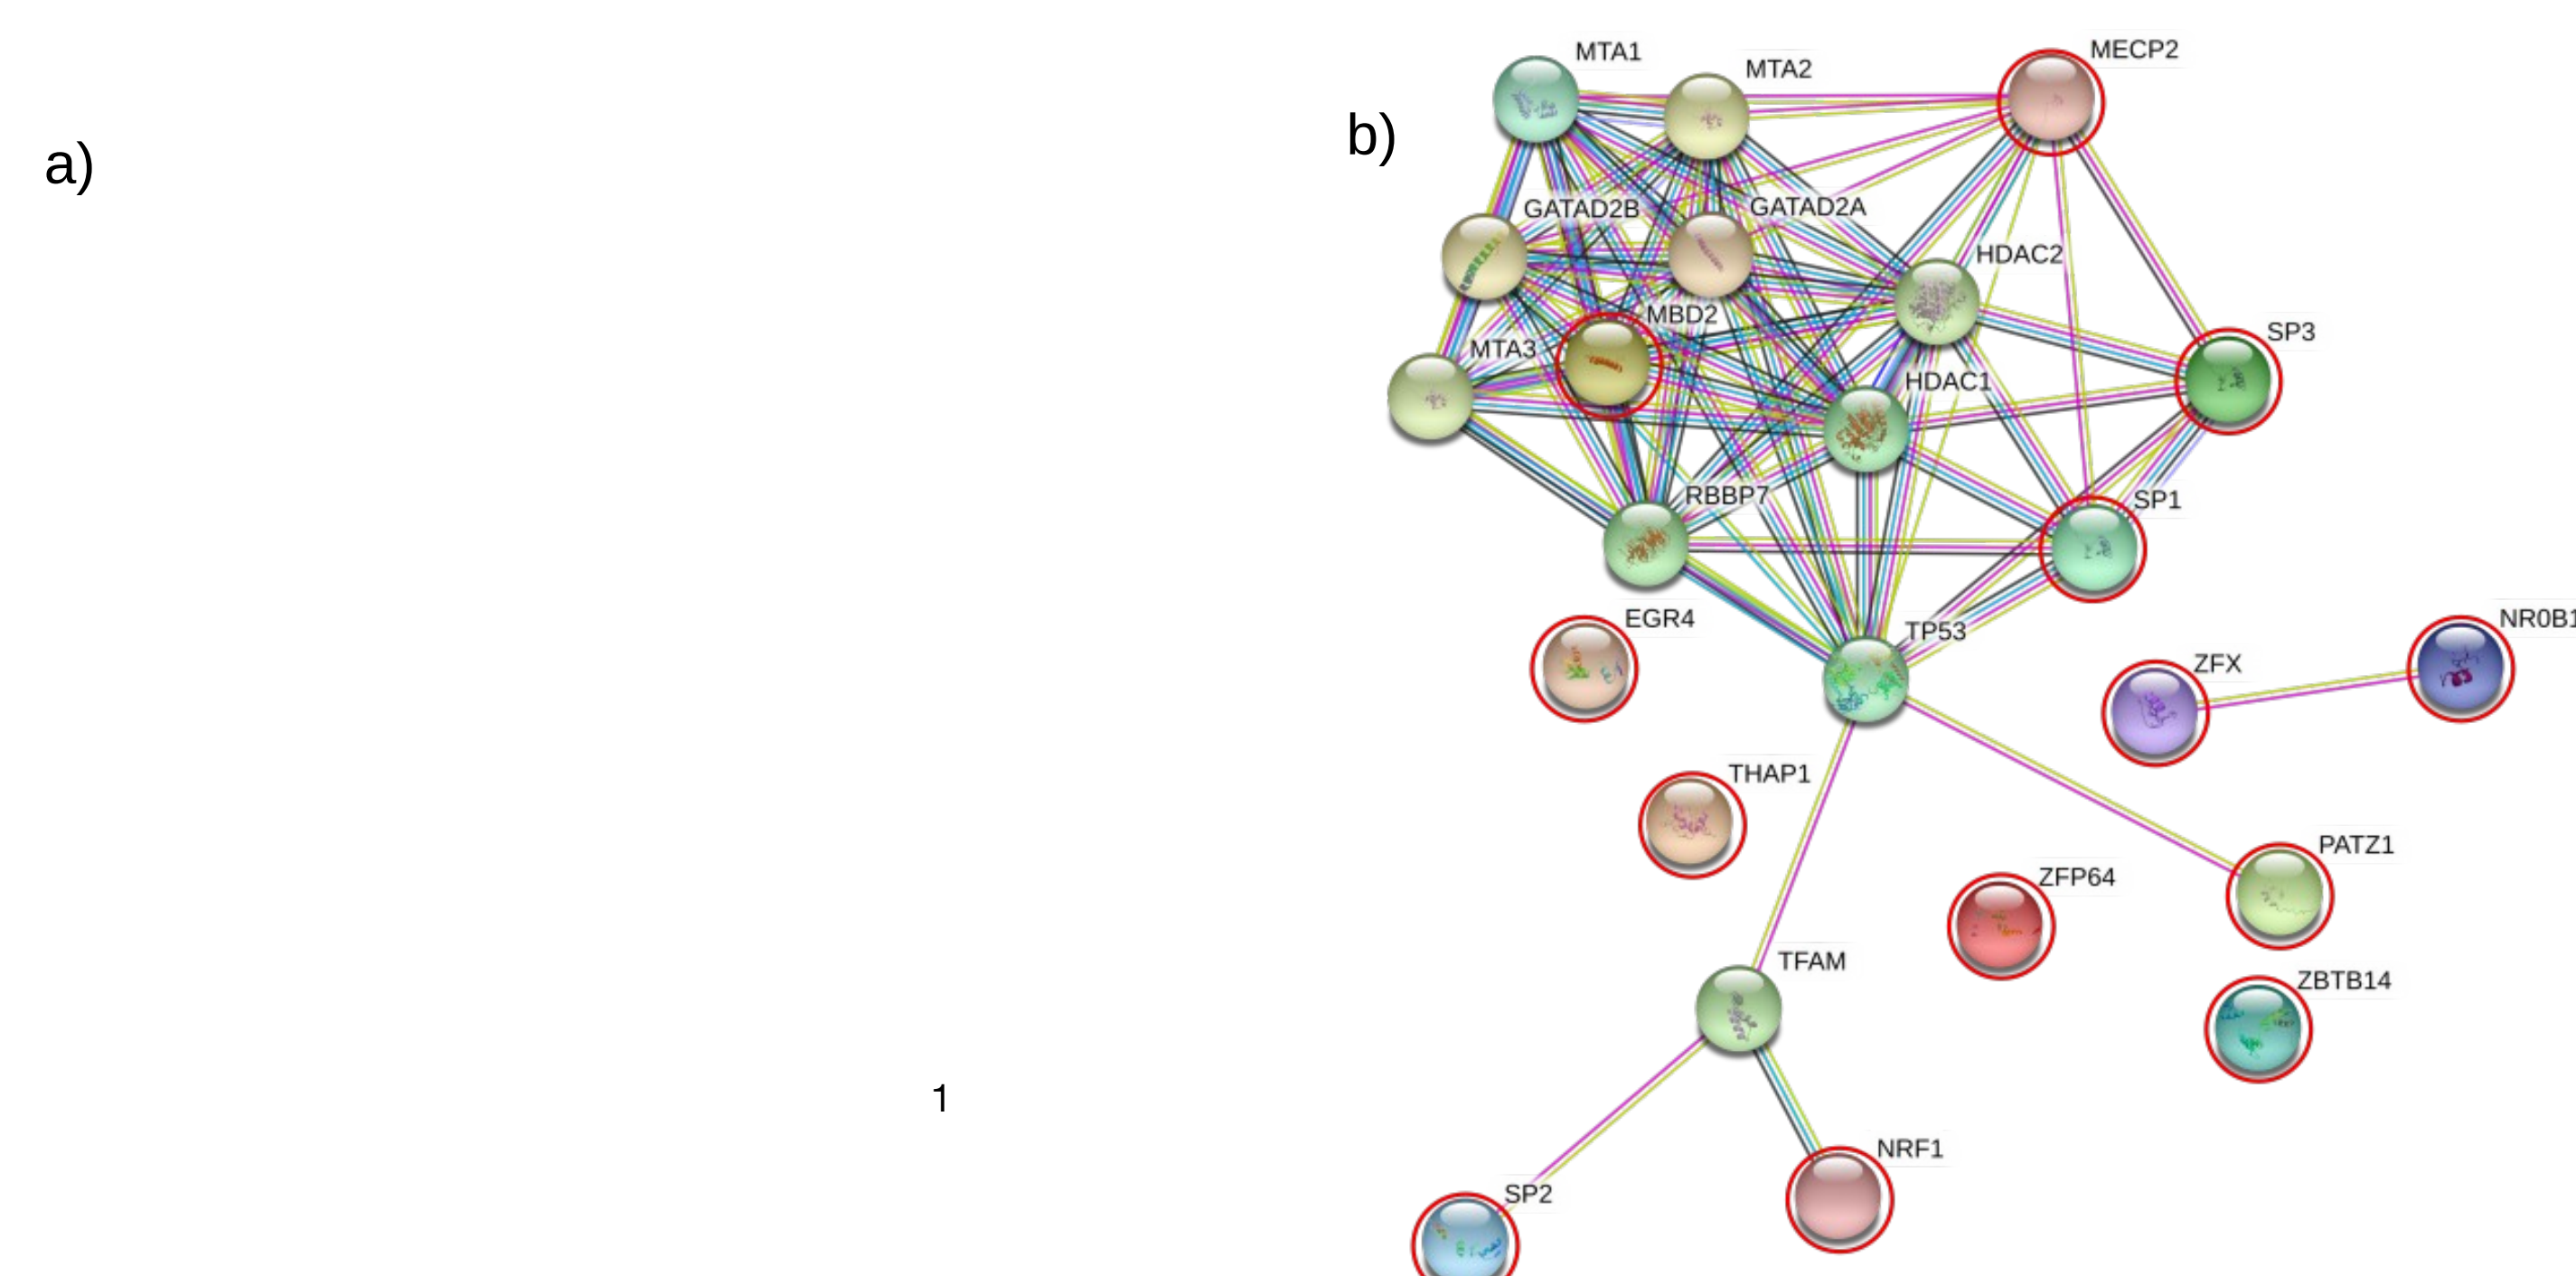 a)
1
b)
MTA1
MTA2
MECP2
GATAD2B
GATAD2A
HDAC2
MBD2
MTA3
SP3
HDAC1
RBBP7
SP1
EGR4
TP53
NR0B1
ZFX
THAP1
PATZ1
ZFP64
TFAM
ZBTB14
NRF1
SP2